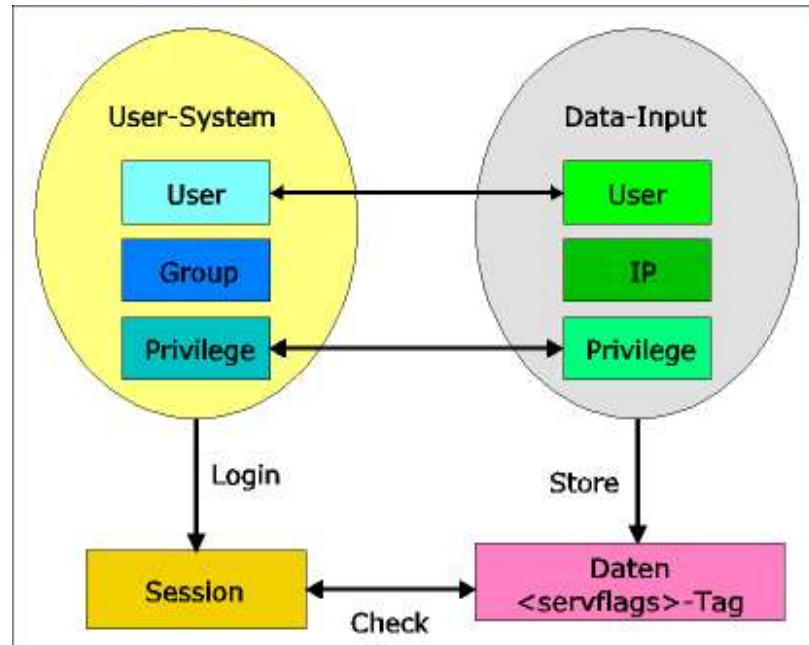 User-System
Data-Input
User
User
Group
IP
Privilege
Privilege
Login
Store
Session
Check
Daten
<servflags>-Tag